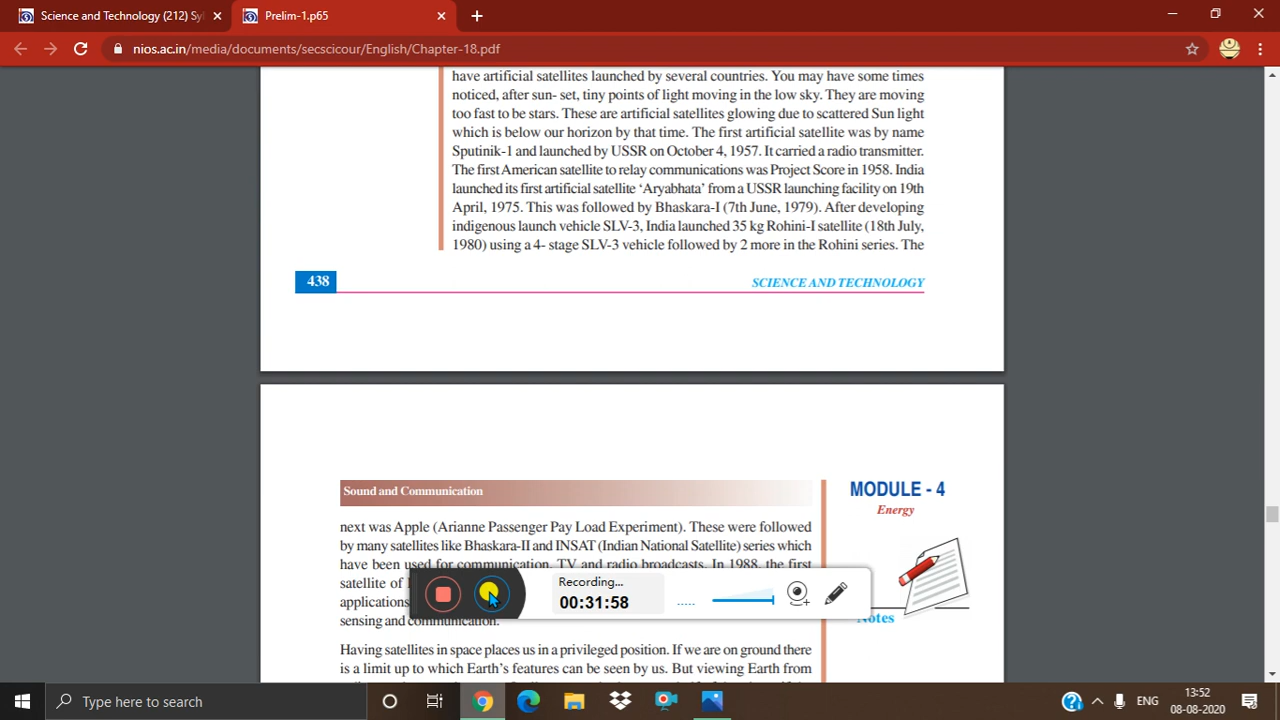 Science and Technology (212) Syl
Prelim-1.p65
nios.ac.in/media/documents/secscicour/English/Chapter-18.pdf
have artificial satellites launched by several countries. You may have some times
noticed, after sun- set, tiny points of light moving in the low sky. They are moving
too fast to be stars. These are artificial satellites glowing due to scattered Sun light
which is below our horizon by that time. The first artificial satellite was by name
Sputinik-1 and launched by USSR on October 4, 1957. It carried a radio transmitter.
The first American satellite to relay communications was Project Score in 1958. India
launched its first artificial satellite ‘Aryabhata’ from a USSR launching facility on 19th
April, 1975. This was followed by Bhaskara-I (7th June, 1979). After developing
indigenous launch vehicle SLV-3, India launched 35 kg Rohini-I satellite (18th July,
1980) using a 4- stage SLV-3 vehicle followed by 2 more in the Rohini series. The
438
SCIENCE AND TECHNOLOGY
Sound and Communication
MODULE - 4
Energy
next was Apple (Arianne Passenger Pay Load Experiment). These were followed
by many satellites like Bhaskara-II and INSAT (Indian National Satellite) series which
have been used for communication, TV and radio broadcasts. In 1988, the first
satellite of
applications
sensing and communication.
Notes
Having satellites in space places us in a privileged position. If we are on ground there
is a limit up to which Earth’s features can be seen by us. But viewing Earth from
Recording...
00:31:58
Type here to search
ENG
13:52
08-08-2020